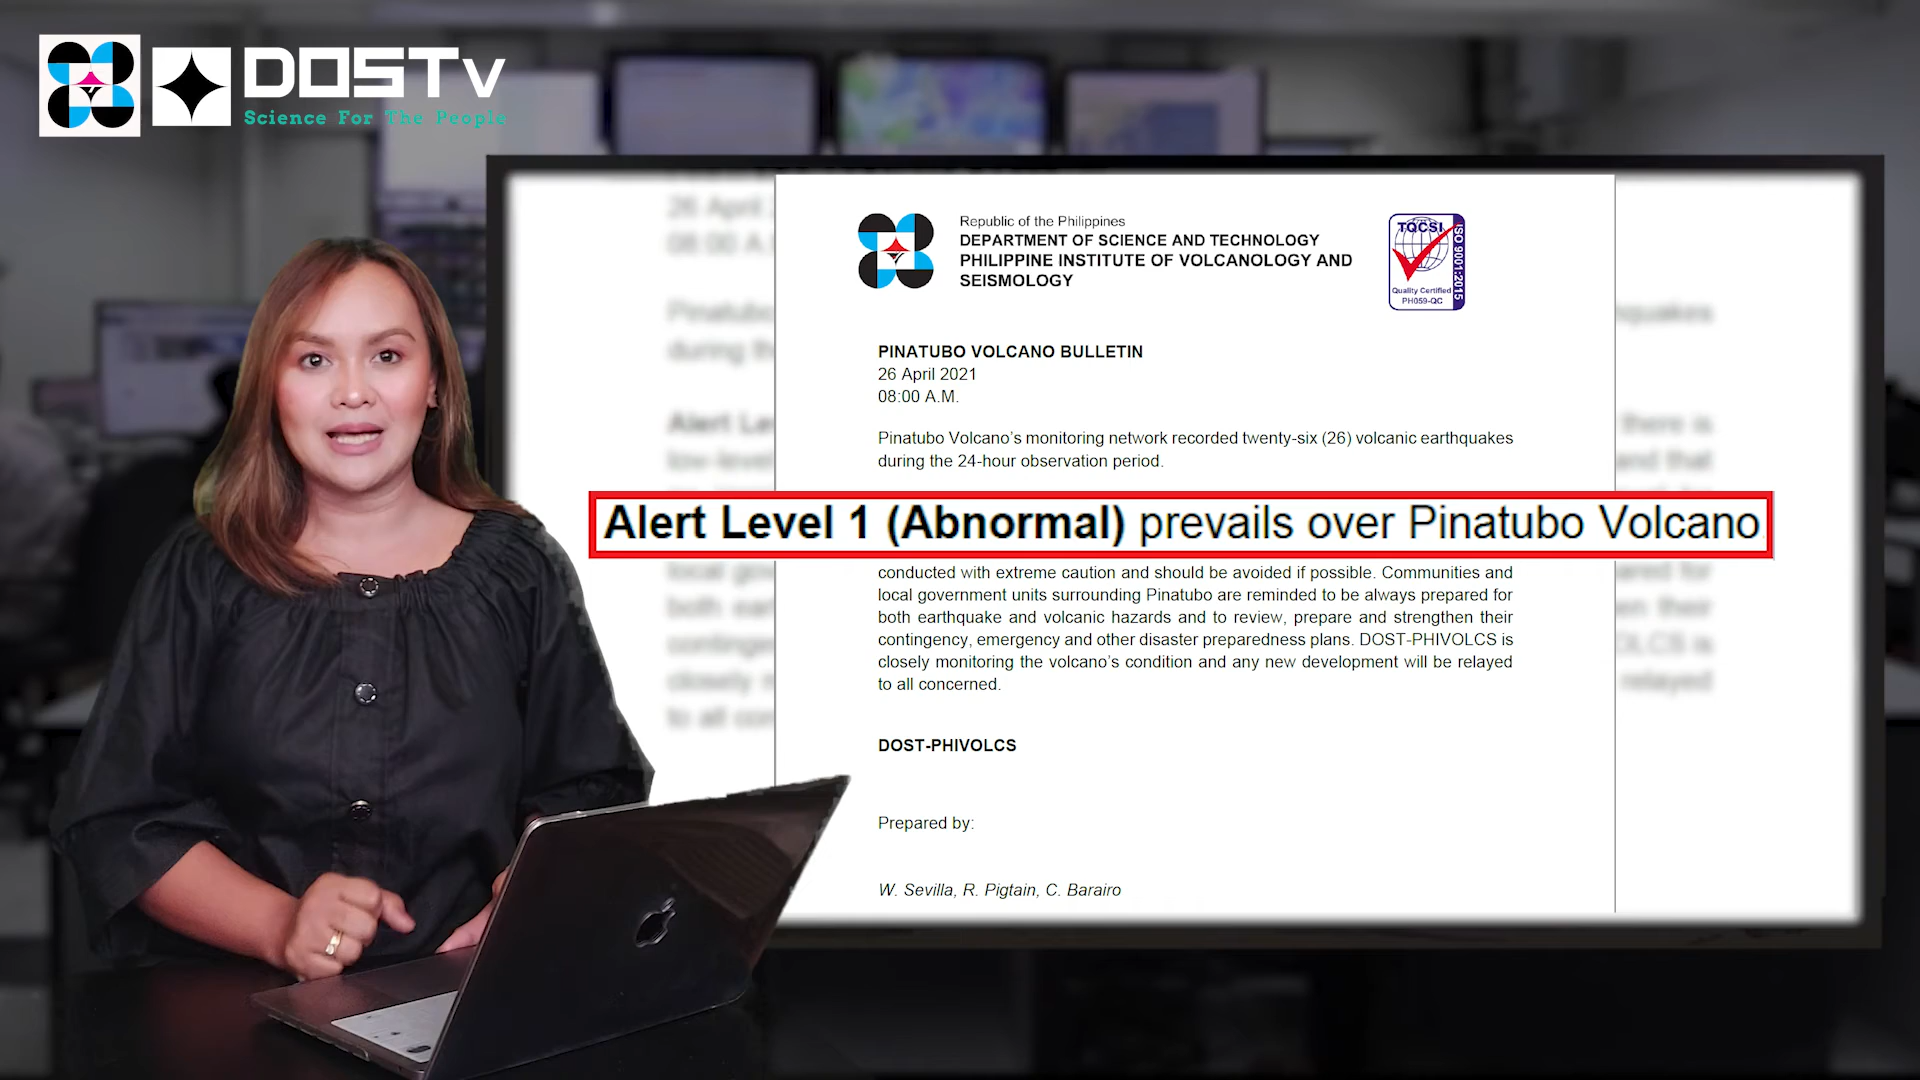 DOSTv
Science For The People
Republic of the Philippines
DEPARTMENT OF SCIENCE AND TECHNOLOGY
PHILIPPINE INSTITUTE OF VOLCANOLOGY AND
SEISMOLOGY
TQCSI
ISO 9001:2015
Quality Certified
PH059-QC
PINATUBO VOLCANO BULLETIN
26 April 2021
08:00 A.M.
Pinatubo Volcano's monitoring network recorded twenty-six (26) volcanic earthquakes
during the 24-hour observation period.
Alert Level 1 (Abnormal) prevails over Pinatubo Volcano
conducted with extreme caution and should be avoided if possible. Communities and
local government units surrounding Pinatubo are reminded to be always prepared for
both earthquake and volcanic hazards and to review, prepare and strengthen their
contingency, emergency and other disaster preparedness plans. DOST-PHIVOLCS is
closely monitoring the volcano's condition and any new development will be relayed
to all concerned.
DOST-PHIVOLCS
Prepared by:
W. Sevilla, R. Pigtain, C. Barairo